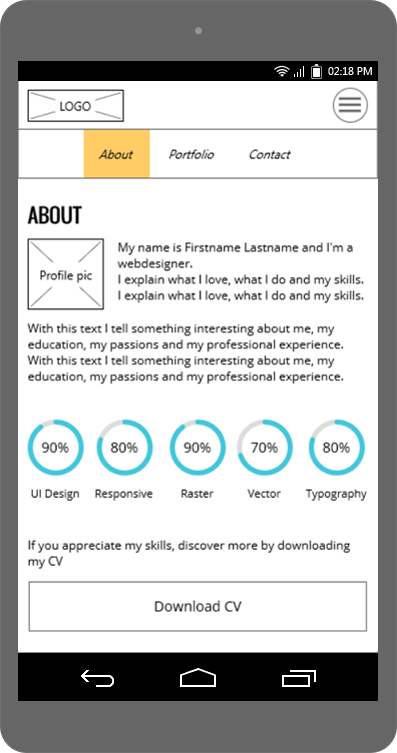 02:18 PM
LOGO
About Portfolio Contact
ABOUT
Profile pic
My name is Firstname Lastname and I'm a
webdesigner.
I explain what I love, what I do and my skills.
I explain what I love, what I do and my skills.
With this text I tell something interesting about me, my
education, my passions and my professional experience.
With this text I tell something interesting about me, my
education, my passions and my professional experience.
90% 80% 90% 70% 80%
UI Design Responsive Raster Vector Typography
If you appreciate my skills, discover more by downloading
my CV
Download CV